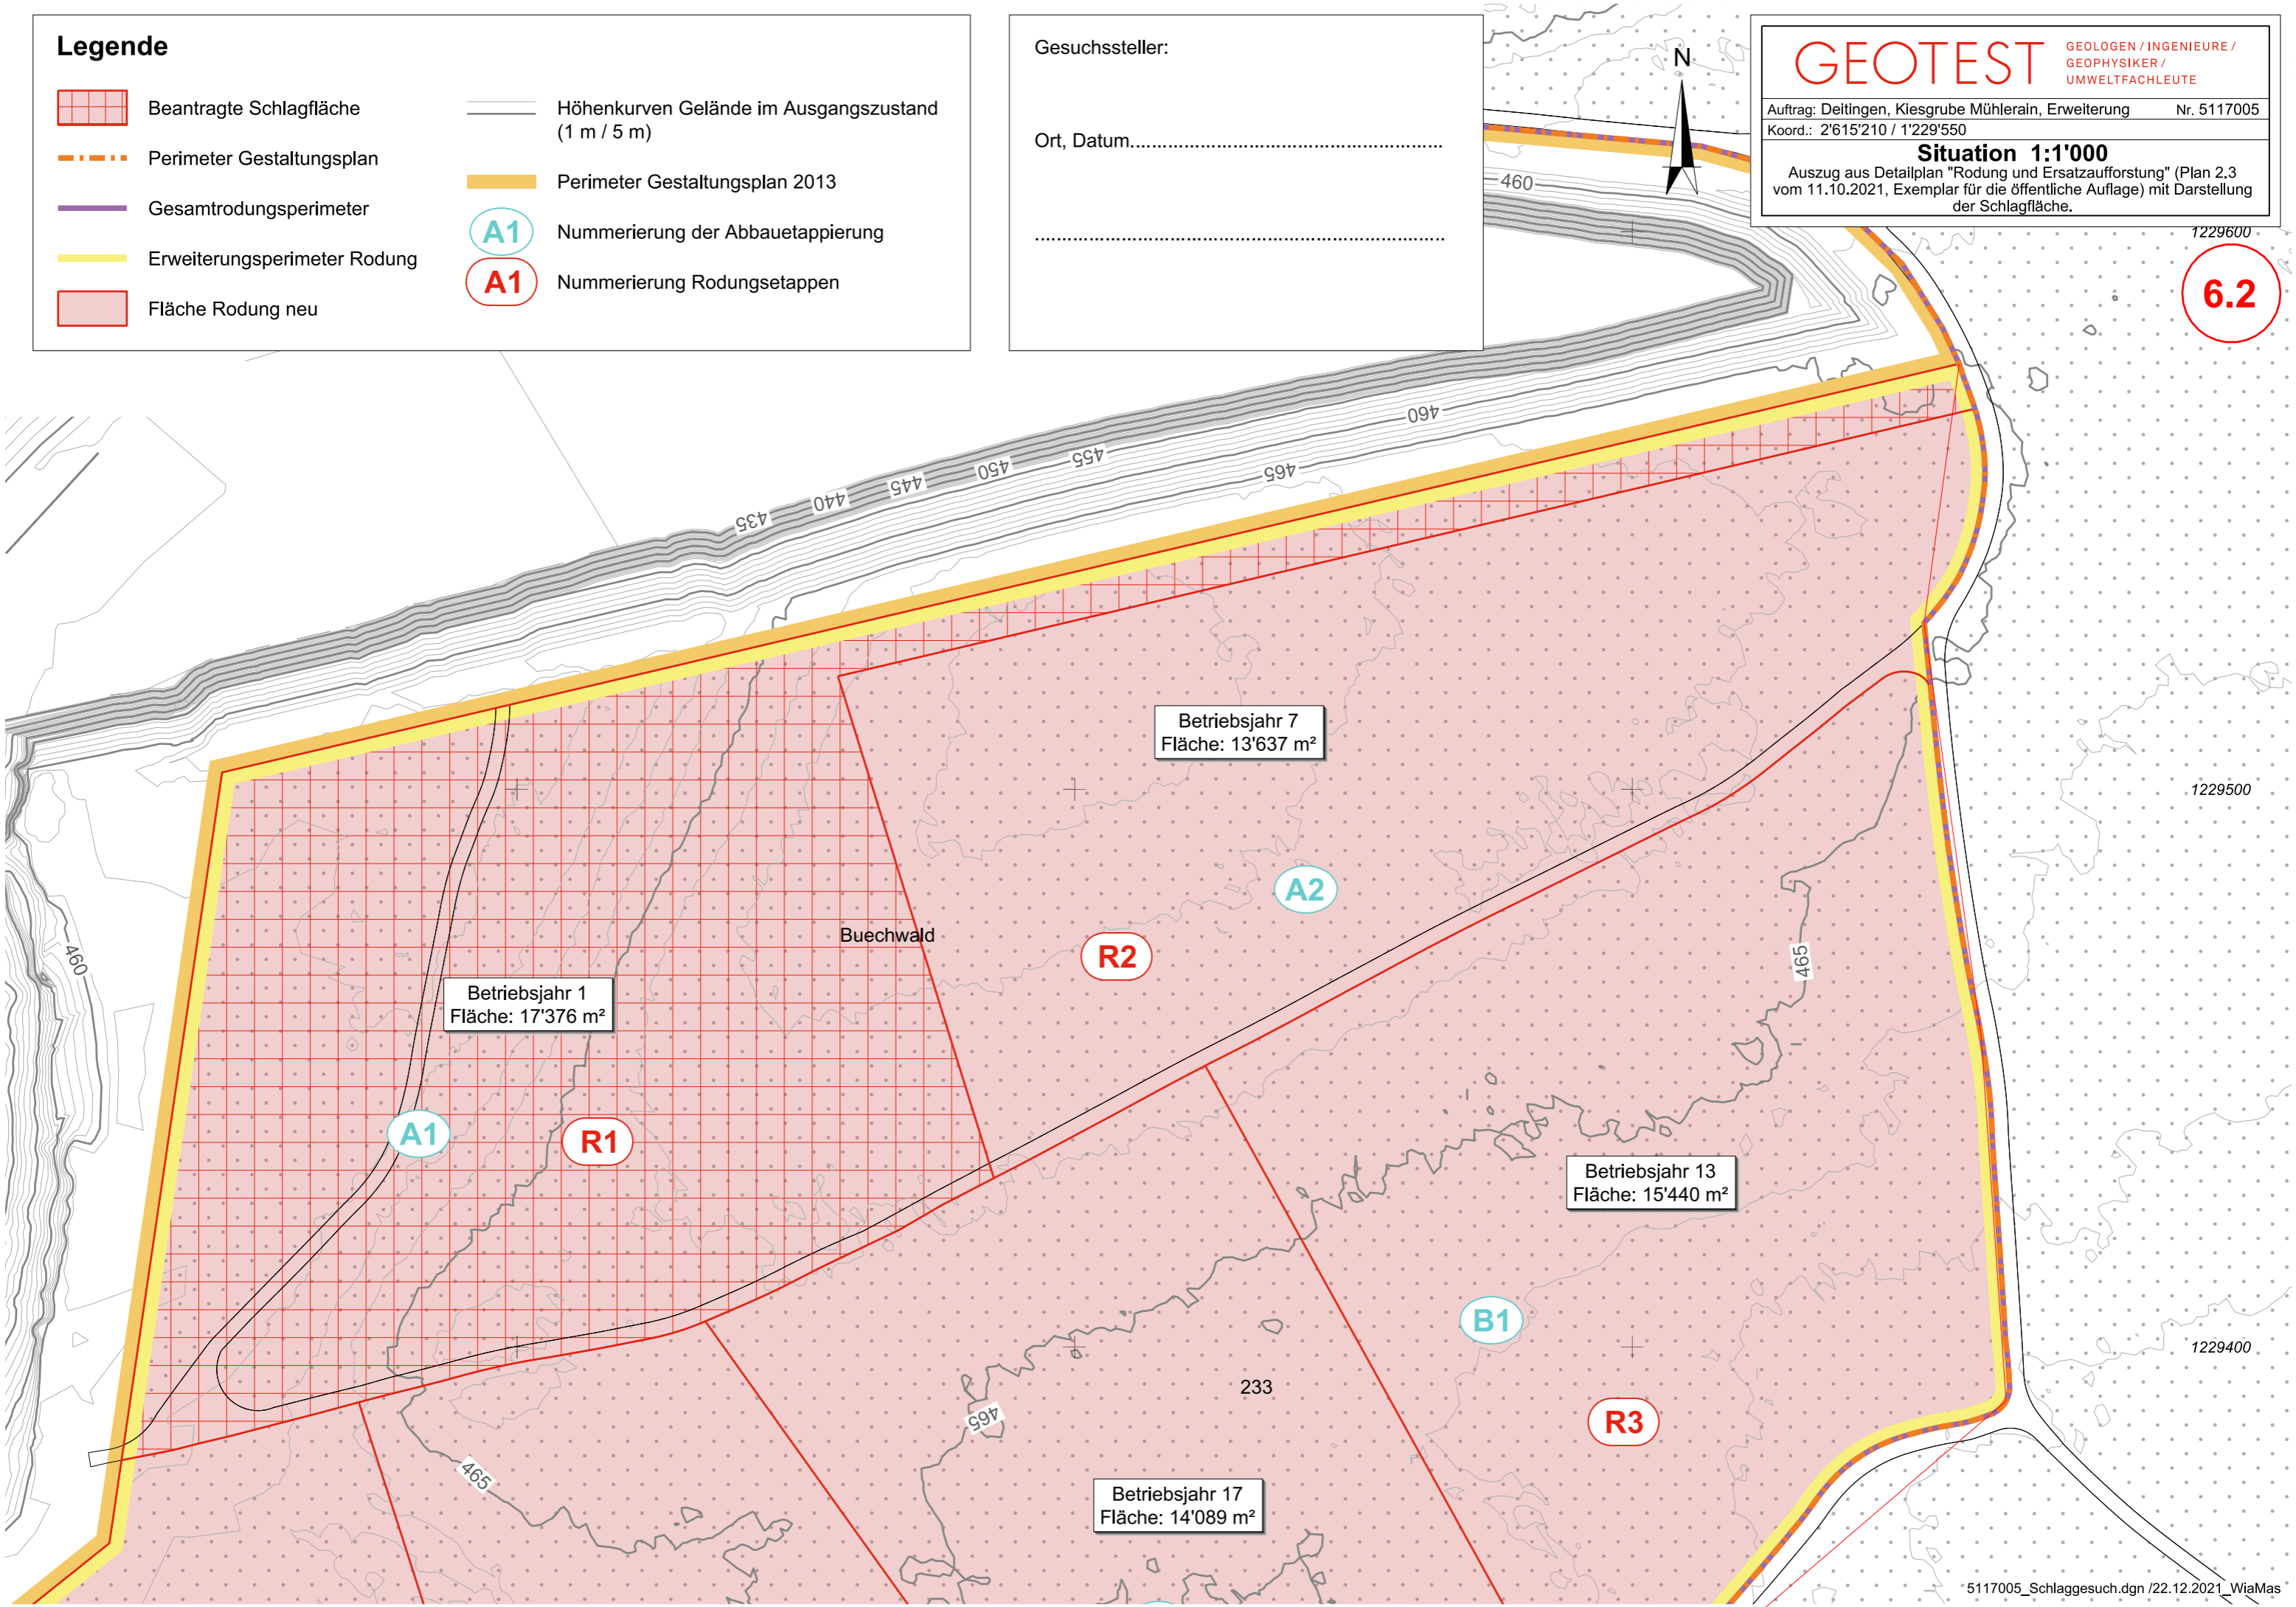 Legende
Beantragte Schlagfläche
Perimeter Gestaltungsplan
Gesamtrodungsperimeter
Erweiterungsperimeter Rodung
Fläche Rodung neu
Höhenkurven Gelände im Ausgangszustand
(1 m / 5 m)
Perimeter Gestaltungsplan 2013
A1 Nummerierung der Abbauetappierung
A1 Nummerierung Rodungsetappen
Gesuchssteller:
Ort, Datum..........................................................
............................................................................
N
GEOTEST
GEOLOGEN / INGENIEURE /
GEOPHYSIKER /
UMWELTFACHLEUTE
Auftrag: Deitingen, Kiesgrube Mühlerain, Erweiterung Nr. 5117005
Koord.: 2'615'210 / 1'229'550
Situation 1:1'000
Auszug aus Detailplan "Rodung und Ersatzaufforstung" (Plan 2.3
vom 11.10.2021, Exemplar für die öffentliche Auflage) mit Darstellung
der Schlagfläche.
1229600
6.2
460
460
465
455
450
445
440
435
Betriebsjahr 7
Fläche: 13'637 m²
1229500
A2
Buechwald
R2
465
460
Betriebsjahr 1
Fläche: 17'376 m²
A1
R1
Betriebsjahr 13
Fläche: 15'440 m²
B1
1229400
233
465
R3
465
Betriebsjahr 17
Fläche: 14'089 m²
5117005_Schlaggesuch.dgn /22.12.2021_WiaMas